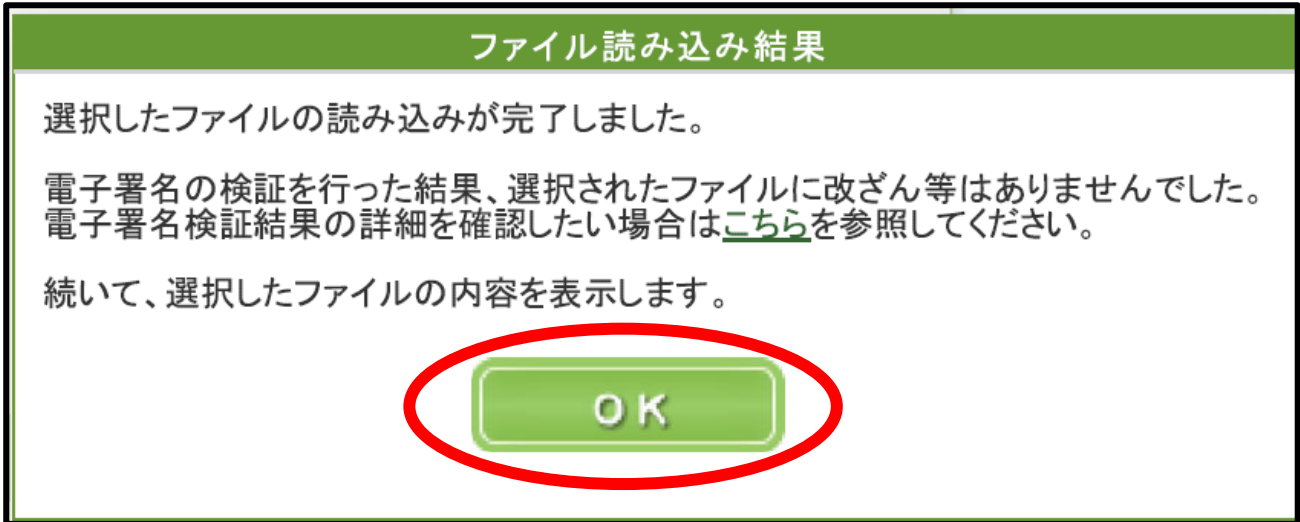 ファイル読み込み結果
選択したファイルの読み込みが完了しました。
電子署名の検証を行った結果、選択されたファイルに改ざん等はありませんでした。
電子署名検証結果の詳細を確認したい場合はこちらを参照してください。
続いて、選択したファイルの内容を表示します。
OK